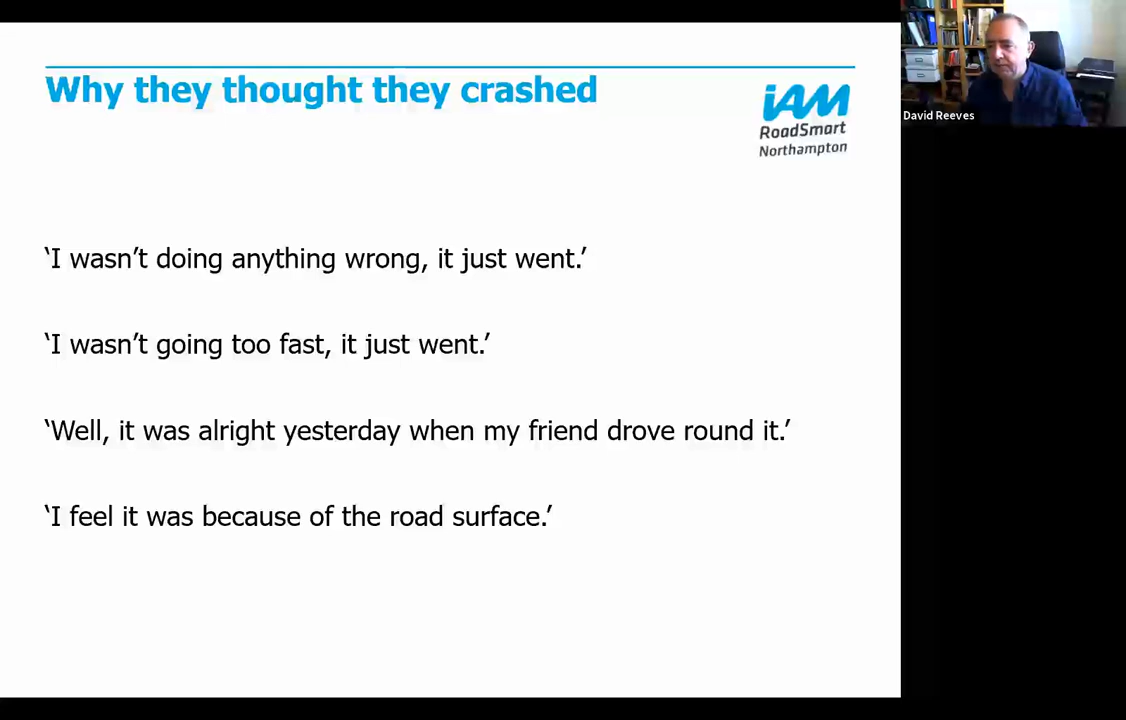 Why they thought they crashed
iAM
RoadSmart
Northampton
David Reeves
‘I wasn’t doing anything wrong, it just went.’
‘I wasn’t going too fast, it just went.’
‘Well, it was alright yesterday when my friend drove round it.’
‘I feel it was because of the road surface.’